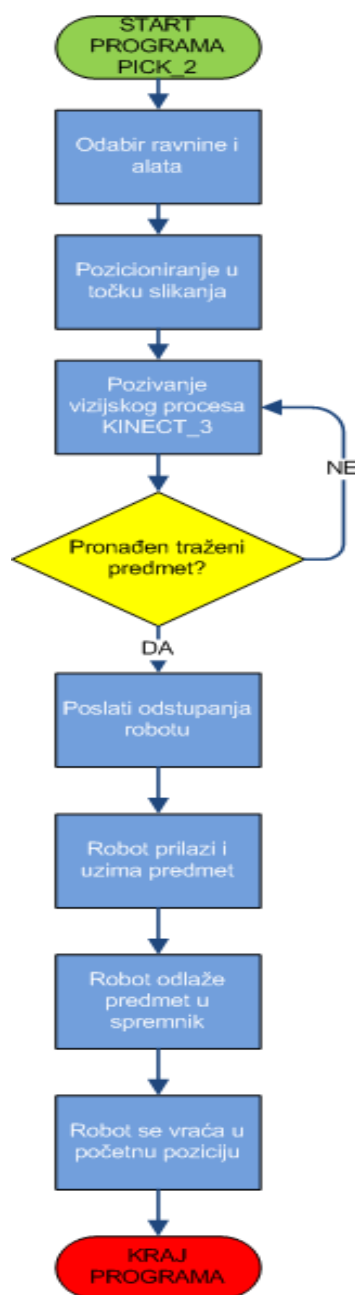 START
PROGRAMA
PICK_2
Odabir ravnine i
alata
Pozicioniranje u
točku slikanja
Pozivanje
vizijskog procesa
KINECT_3
NE
Pronađen traženi
predmet?
DA
Poslati odstupanja
robotu
Robot prilazi i
uzima predmet
Robot odlaže
predmet u
spremnik
Robot se vraća u
početnu poziciju
KRAJ
PROGRAMA